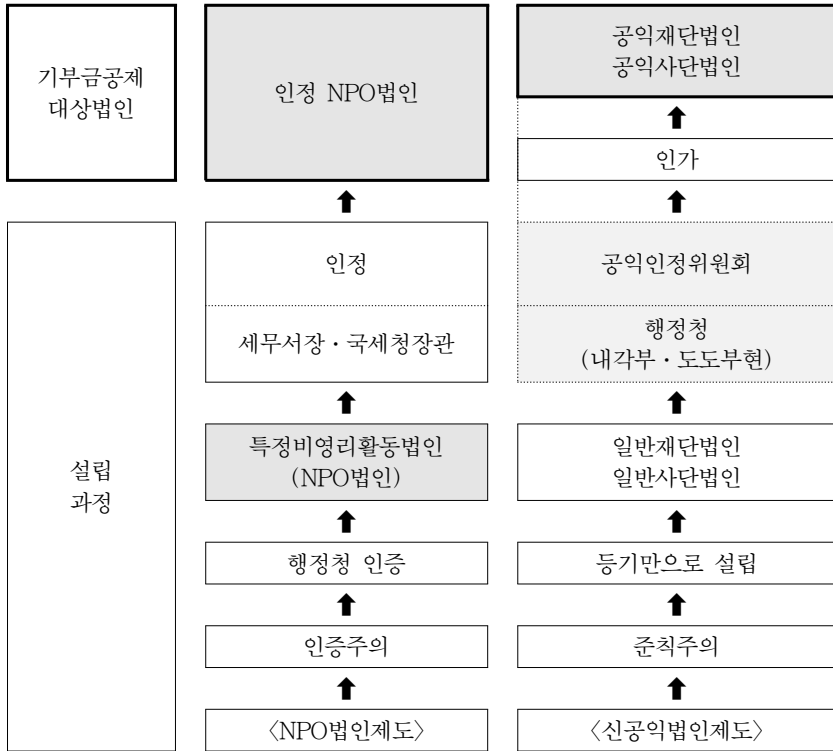 기부금공제
대상법인
인정 NPO법인
공익재단법인
공익사단법인
인가
설립
과정
인정
세무서장・국세청장관
공익인정위원회
행정청
(내각부・도도부현)
특정비영리활동법인
(NPO법인)
일반재단법인
일반사단법인
행정청 인증
등기만으로 설립
인증주의
준칙주의
〈NPO법인제도〉
〈신공익법인제도〉